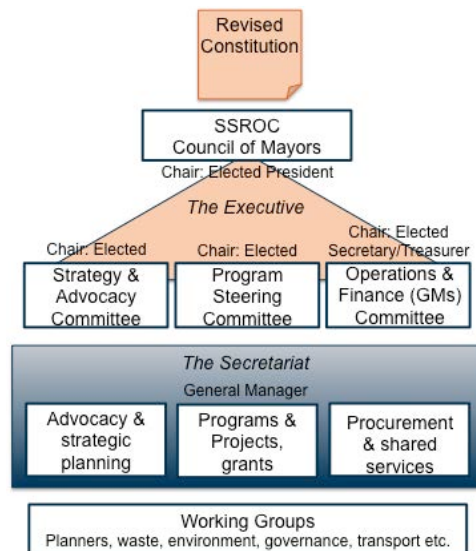 Revised
Constitution
SSROC
Council of Mayors
Chair: Elected President
The Executive
Chair: Elected
Chair: Elected
Chair: Elected
Secretary/Treasurer
Strategy &
Advocacy
Committee
Program
Steering
Committee
Operations &
Finance (GMs)
Committee
The Secretariat
General Manager
Advocacy &
strategic
planning
Programs &
Projects,
grants
Procurement
& shared
services
Working Groups
Planners, waste, environment, governance, transport etc.